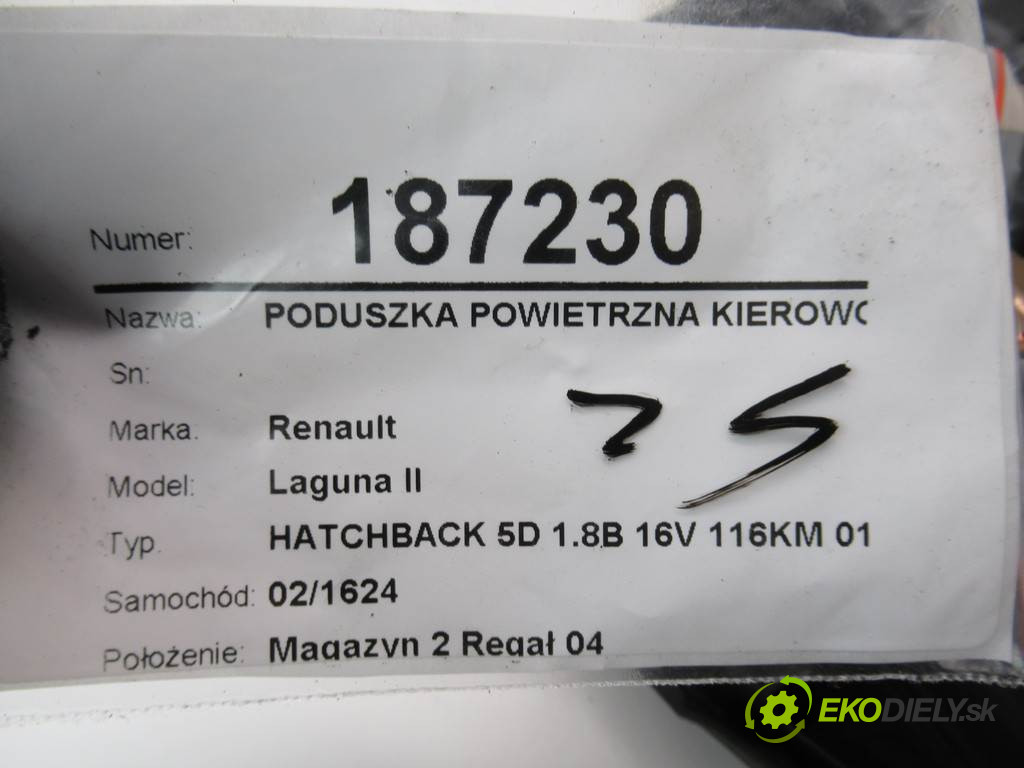 Numer: 187230
Nazwa: PODUSZKA POWIETRZNA KIEROWC
Sn:
Marka: Renault
Model: Laguna II
Typ HATCHBACK 5D 1.8B 16V 116KM 01
Samochód: 02/1624
Położenie: Magazyn 2 Regał 04
EKODIELY.sk